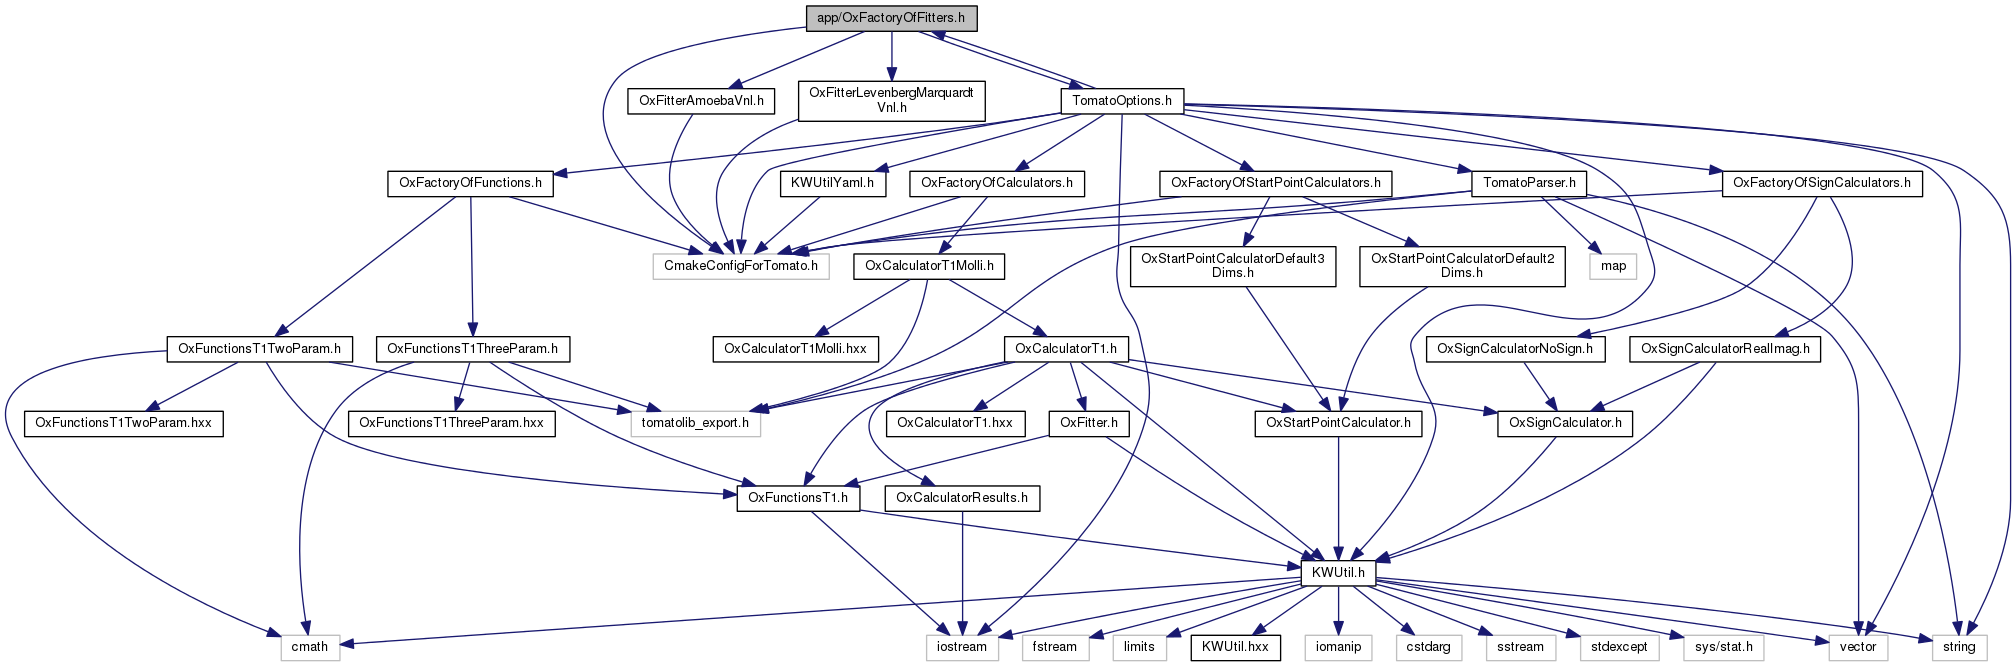 app/OxFactoryOfFitters.h
OxFitterAmoebaVnl.h
OxFitterLevenbergMarquardt
Vnl.h
TomatoOptions.h
OxFactoryOfFunctions.h
KWUtilYaml.h
OxFactoryOfCalculators.h
OxFactoryOfStartPointCalculators.h
TomatoParser.h
OxFactoryOfSignCalculators.h
CmakeConfigForTomato.h
OxCalculatorT1Molli.h
OxStartPointCalculatorDefault3
Dims.h
OxStartPointCalculatorDefault2
Dims.h
map
OxFunctionsT1TwoParam.h
OxFunctionsT1ThreeParam.h
OxCalculatorT1Molli.hxx
OxCalculatorT1.h
OxSignCalculatorNoSign.h
OxSignCalculatorRealImag.h
OxFunctionsT1TwoParam.hxx
OxFunctionsT1ThreeParam.hxx
tomatolib_export.h
OxCalculatorT1.hxx
OxFitter.h
OxStartPointCalculator.h
OxSignCalculator.h
OxFunctionsT1.h
OxCalculatorResults.h
KWUtil.h
cmath
iostream
fstream
limits
KWUtil.hxx
iomanip
cstdarg
sstream
stdexcept
sys/stat.h
vector
string